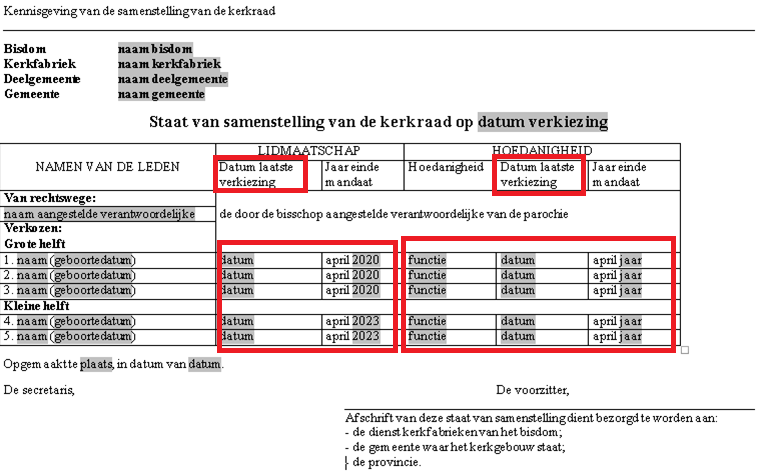 Kennisgeving van de samenstelling van de kerkraad
Bisdom naam bisdom
Kerkfabriek naam kerkfabriek
Deelgemeente naam deelgemeente
Gemeente naam gemeente
Staat van samenstelling van de kerkraad op datum verkiezing
LIDMAATSCHAP HOEDANIGHEID
NAMEN VAN DE LEDEN Datum laatste verkiezing Jaar einde mandaat Hoedanigheid Datum laatste verkiezing Jaar einde mandaat
Van rechtswege:
naam aangestelde verantwoordelijke de door de bisschop aangestelde verantwoordelijke van de parochie
Verkozen:
Grote helft
1. naam (geboortedatum) datum april 2020 functie datum april jaar
2. naam (geboortedatum) datum april 2020 functie datum april jaar
3. naam (geboortedatum) datum april 2020 functie datum april jaar
Kleine helft
4. naam (geboortedatum) datum april 2023 functie datum april jaar
5. naam (geboortedatum) datum april 2023 functie datum april jaar
Opgemaakt te plaats, in datum van datum.
De secretaris, De voorzitter,
Afschrift van deze staat van samenstelling dient bezorgd te worden aan:
- de dienst kerkfabrieken van het bisdom;
- de gemeente waar het kerkgebouw staat;
- de provincie.